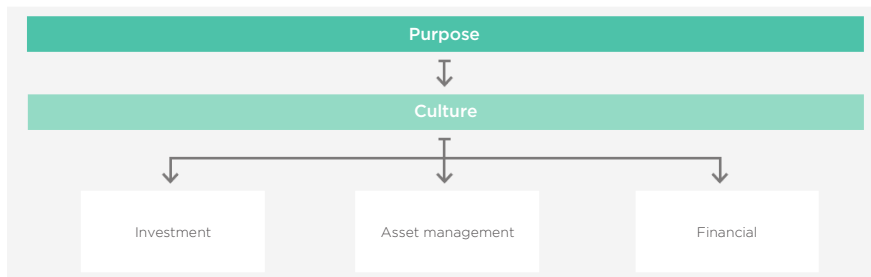 Purpose
Culture
Investment
Asset management
Financial